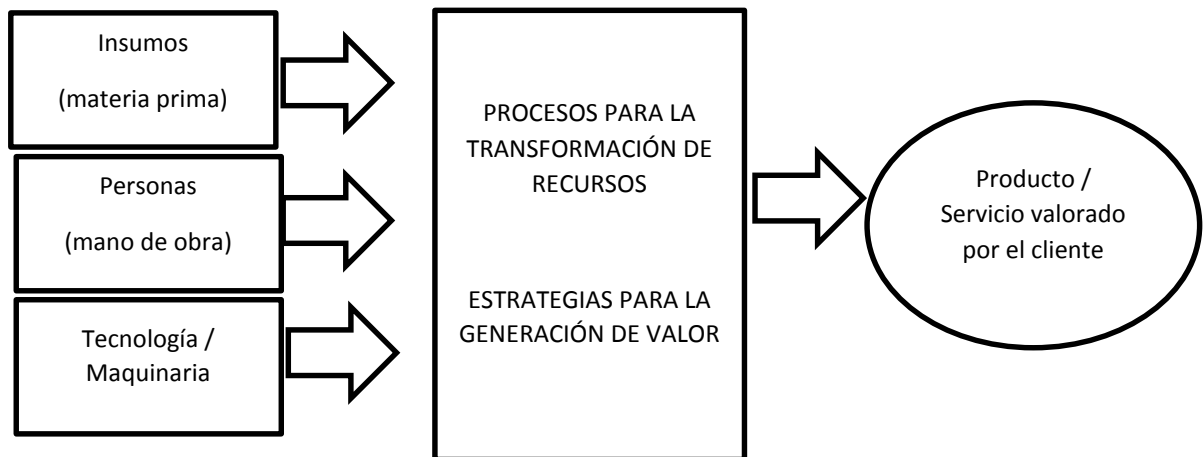 Insumos
(materia prima)
Personas
(mano de obra)
Tecnología /
Maquinaria
PROCESOS PARA LA
TRANSFORMACIÓN DE
RECURSOS
ESTRATEGIAS PARA LA
GENERACIÓN DE VALOR
Producto /
Servicio valorado
por el cliente